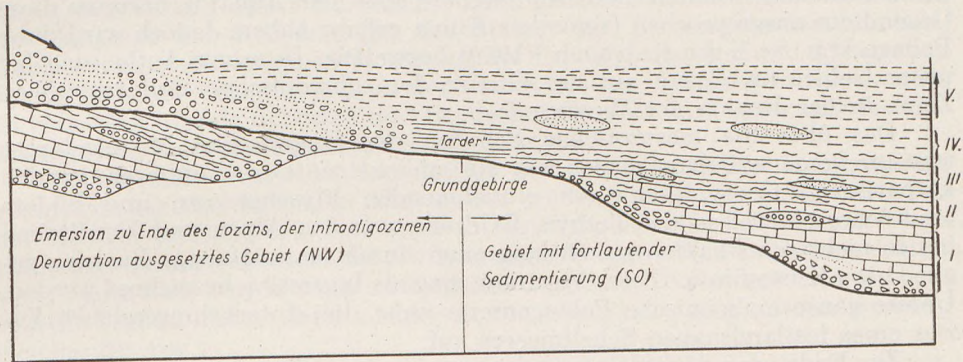 V.
„Tarder"
IV.
Grundgebirge
III
II
Emersion zu Ende des Eozäns, der intraoligozänen
Denudation ausgesetztes Gebiet (NW)
Gebiet mit fortlaufender
Sedimentierung (SO)
I